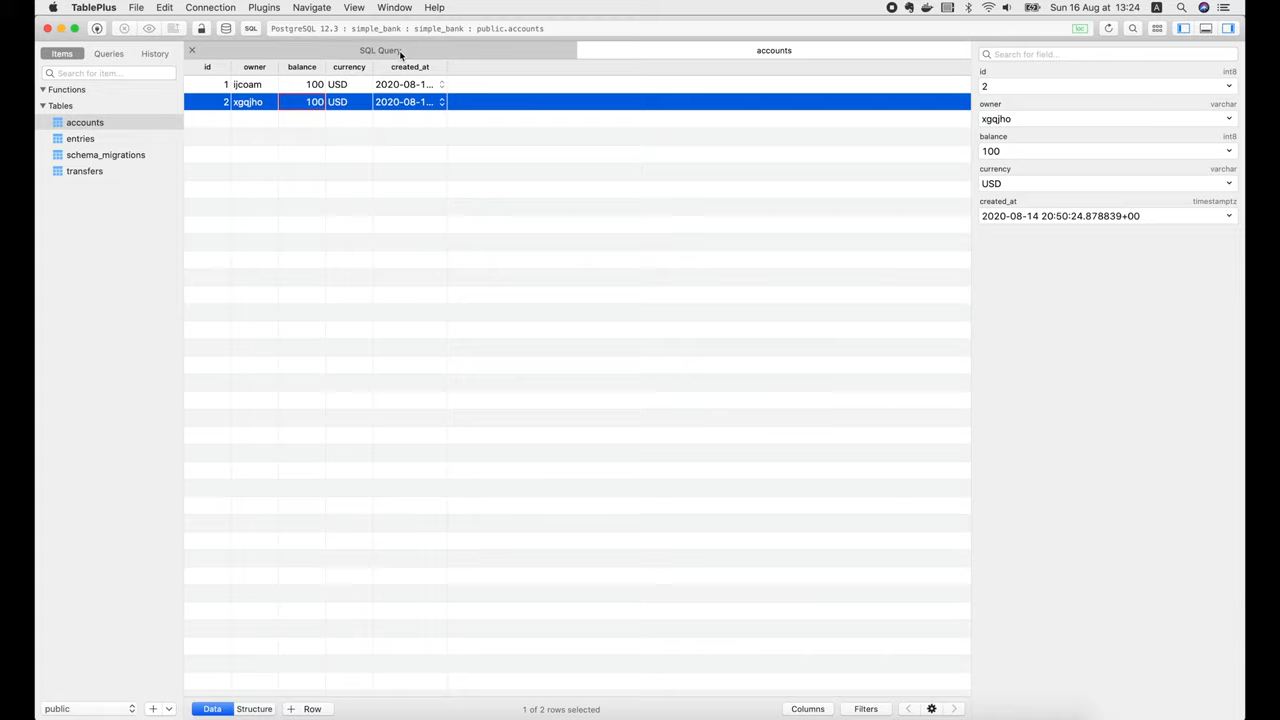 TablePlus File Edit Connection Plugins Navigate View Window Help Sun 16 Aug at 13:24 A
SQL PostgreSQL 12.3 : simple_bank : simple_bank : public.accounts loc
Items Queries History
SQL Query accounts
Search for item...
Functions
Tables
accounts
entries
schema_migrations
transfers
id owner balance currency created_at
1 ijcoam 100 USD 2020-08-1...
2 xgqjho 100 USD 2020-08-1...
Search for field...
id int8
2
owner varchar
xgqjho
balance int8
100
currency varchar
USD
created_at timestamptz
2020-08-14 20:50:24.878839+00
public + Data Structure + Row 1 of 2 rows selected Columns Filters